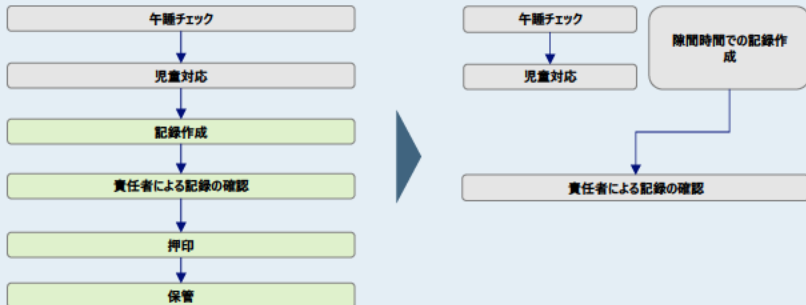 午睡チェック
児童対応
記録作成
責任者による記録の確認
押印
保管
午睡チェック
児童対応
隙間時間での記録作
成
責任者による記録の確認